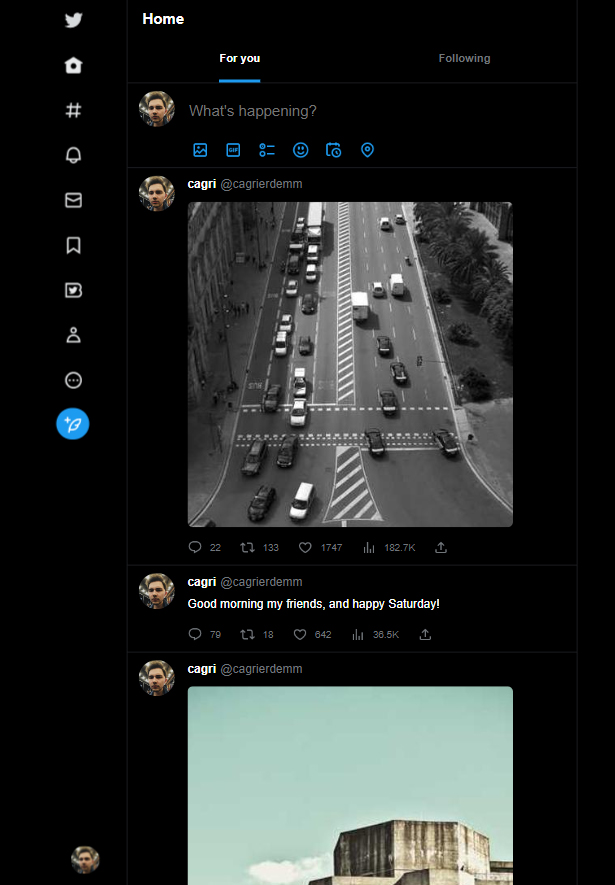 Home
For you Following
What's happening?
GIF
cagri @cagrierdemm
22 133 1747 182.7K
cagri @cagrierdemm
Good morning my friends, and happy Saturday!
79 18 642 36.5K
cagri @cagrierdemm